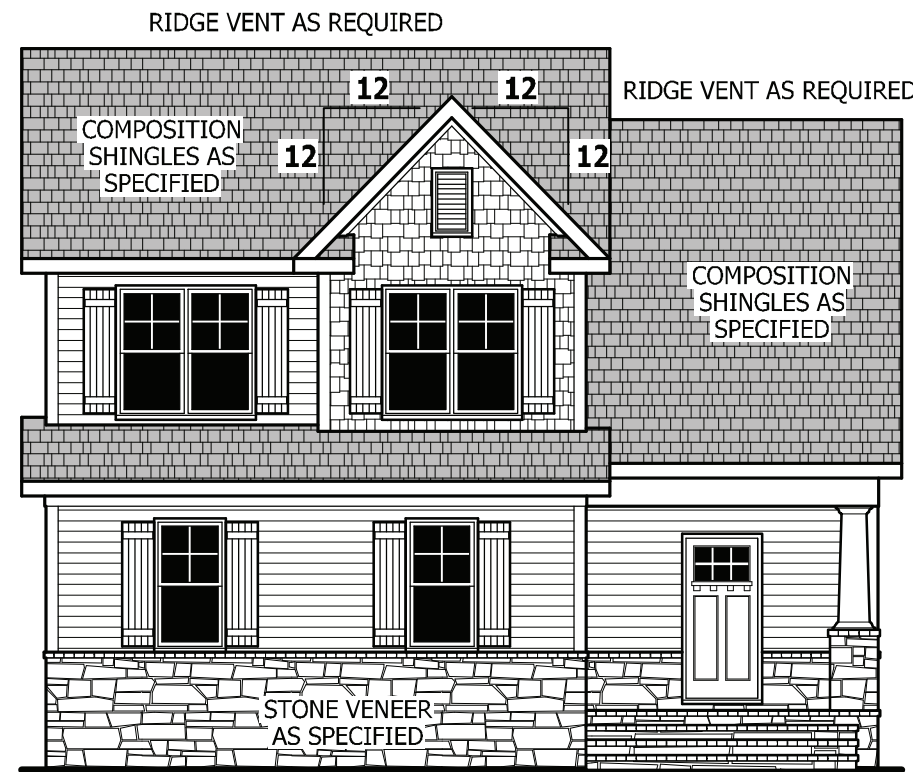 RIDGE VENT AS REQUIRED
12
12
RIDGE VENT AS REQUIRED
COMPOSITION
SHINGLES AS
SPECIFIED
12
12
COMPOSITION
SHINGLES AS
SPECIFIED
STONE VENEER
AS SPECIFIED